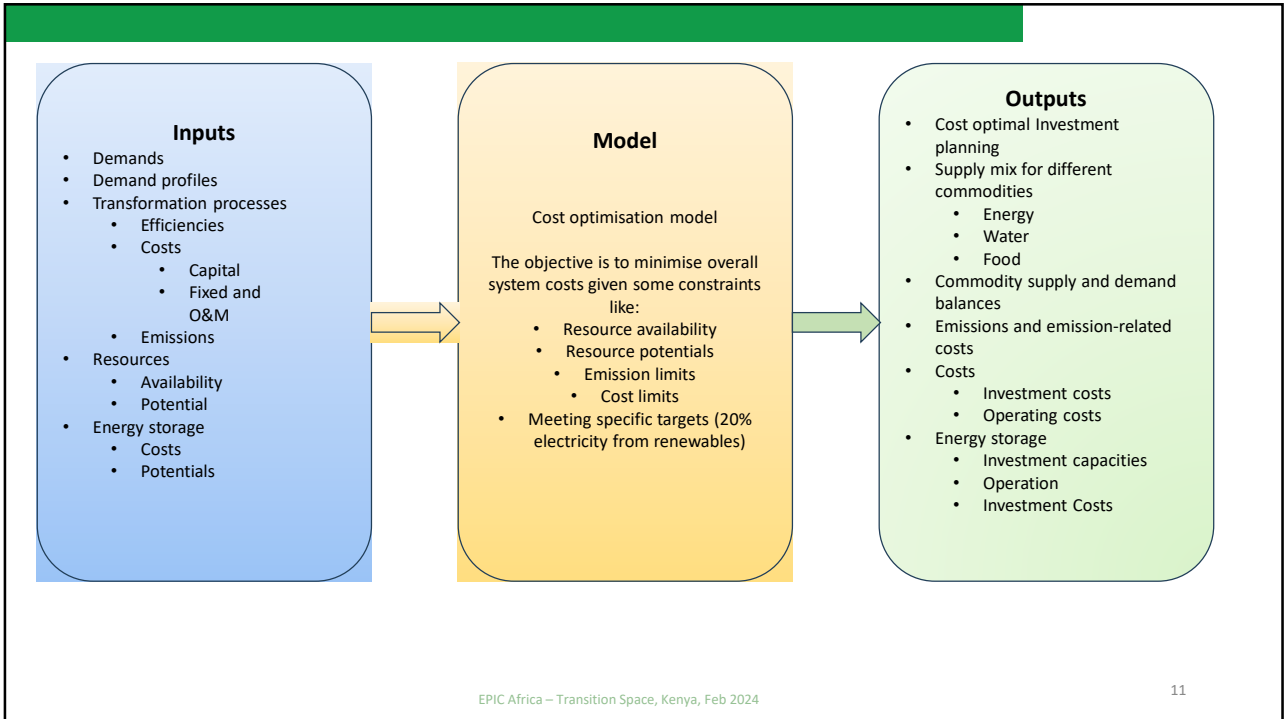 Inputs
• Demands
• Demand profiles
• Transformation processes
• Efficiencies
• Costs
• Capital
• Fixed and
O&M
• Emissions
• Resources
• Availability
• Potential
• Energy storage
• Costs
• Potentials
Model
Cost optimisation model
The objective is to minimise overall
system costs given some constraints
like:
• Resource availability
• Resource potentials
• Emission limits
• Cost limits
• Meeting specific targets (20%
electricity from renewables)
Outputs
• Cost optimal Investment
planning
• Supply mix for different
commodities
• Energy
• Water
• Food
• Commodity supply and demand
balances
• Emissions and emission-related
costs
• Costs
• Investment costs
• Operating costs
• Energy storage
• Investment capacities
• Operation
• Investment Costs
EPIC Africa – Transition Space, Kenya, Feb 2024
11